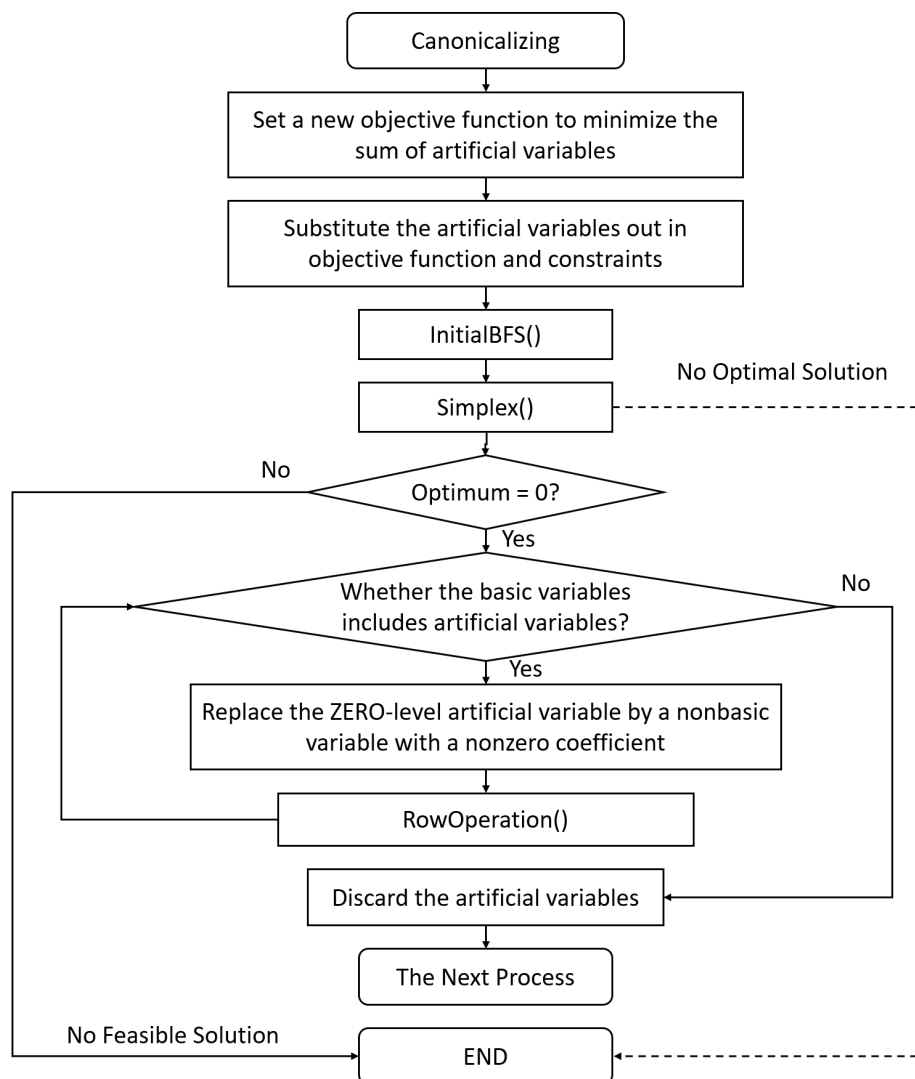 Canonicalizing
Set a new objective function to minimize the
sum of artificial variables
Substitute the artificial variables out in
objective function and constraints
InitialBFS()
No Optimal Solution
Simplex()
No
Optimum = 0?
Yes
No
Whether the basic variables
includes artificial variables?
Yes
Replace the ZERO-level artificial variable by a nonbasic
variable with a nonzero coefficient
RowOperation()
Discard the artificial variables
The Next Process
No Feasible Solution
END